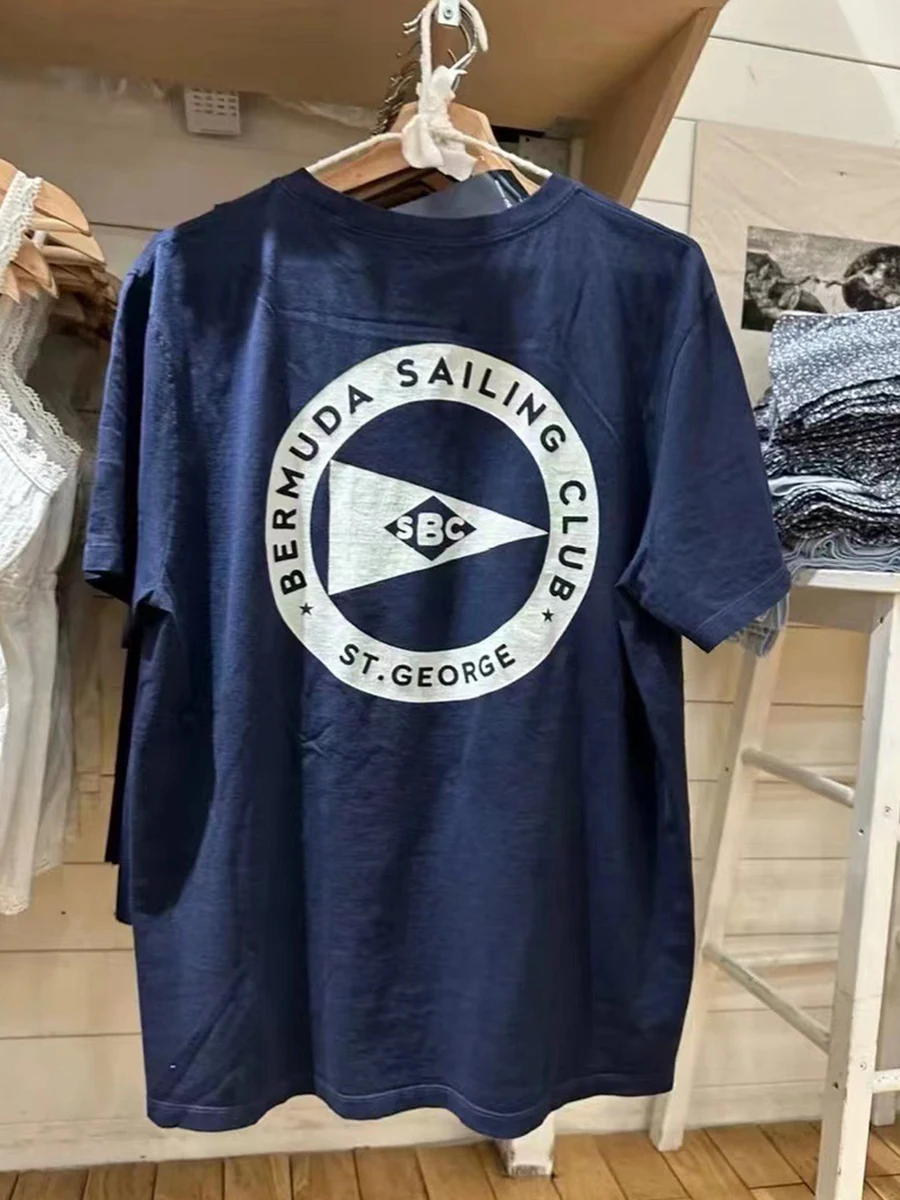 BERMUDA SAILING CLUB
SBC
★ ST. GEORGE ★